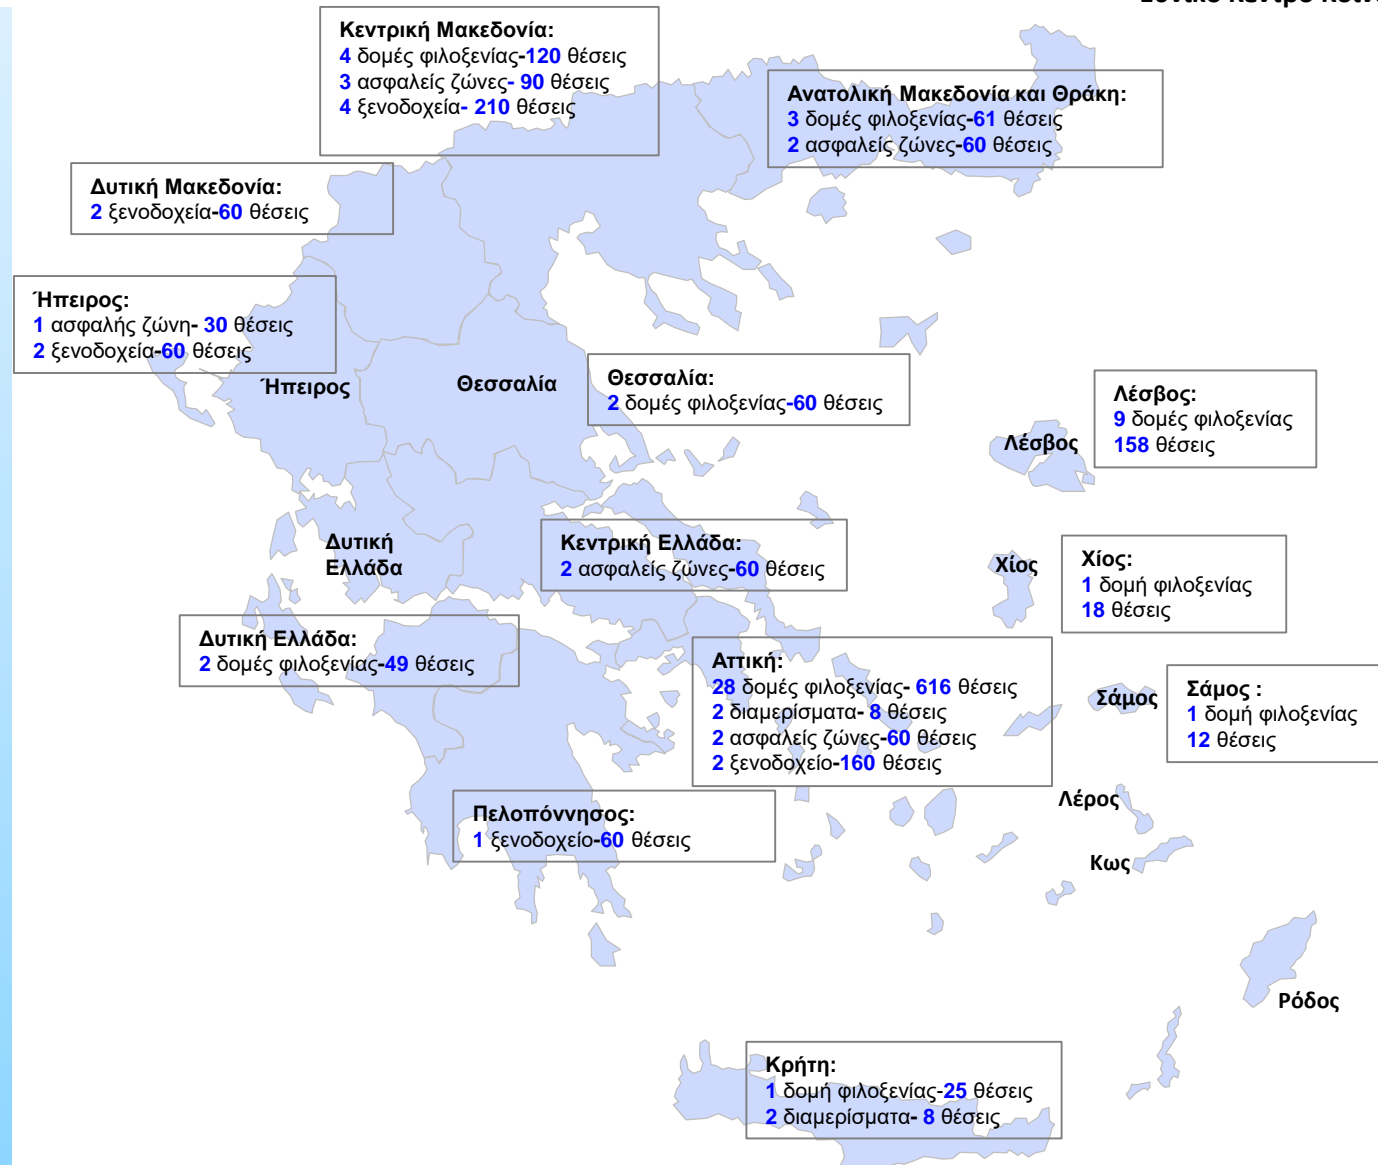 Κεντρική Μακεδονία:
4 δομές φιλοξενίας-120 θέσεις
3 ασφαλείς ζώνες- 90 θέσεις
4 ξενοδοχεία- 210 θέσεις
Ανατολική Μακεδονία και Θράκη:
3 δομές φιλοξενίας-61 θέσεις
2 ασφαλείς ζώνες-60 θέσεις
Δυτική Μακεδονία:
2 ξενοδοχεία-60 θέσεις
Ήπειρος:
1 ασφαλής ζώνη- 30 θέσεις
2 ξενοδοχεία-60 θέσεις
Ήπειρος
Θεσσαλία
Θεσσαλία:
2 δομές φιλοξενίας-60 θέσεις
Λέσβος
Λέσβος:
9 δομές φιλοξενίας
158 θέσεις
Δυτική
Ελλάδα
Κεντρική Ελλάδα:
2 ασφαλείς ζώνες-60 θέσεις
Χίος
Χίος:
1 δομή φιλοξενίας
18 θέσεις
Δυτική Ελλάδα:
2 δομές φιλοξενίας-49 θέσεις
Αττική:
28 δομές φιλοξενίας- 616 θέσεις
2 διαμερίσματα- 8 θέσεις
2 ασφαλείς ζώνες-60 θέσεις
2 ξενοδοχείο-160 θέσεις
Σάμος
Σάμος :
1 δομή φιλοξενίας
12 θέσεις
Πελοπόννησος:
1 ξενοδοχείο-60 θέσεις
Λέρος
Κως
Ρόδος
Κρήτη:
1 δομή φιλοξενίας-25 θέσεις
2 διαμερίσματα- 8 θέσεις